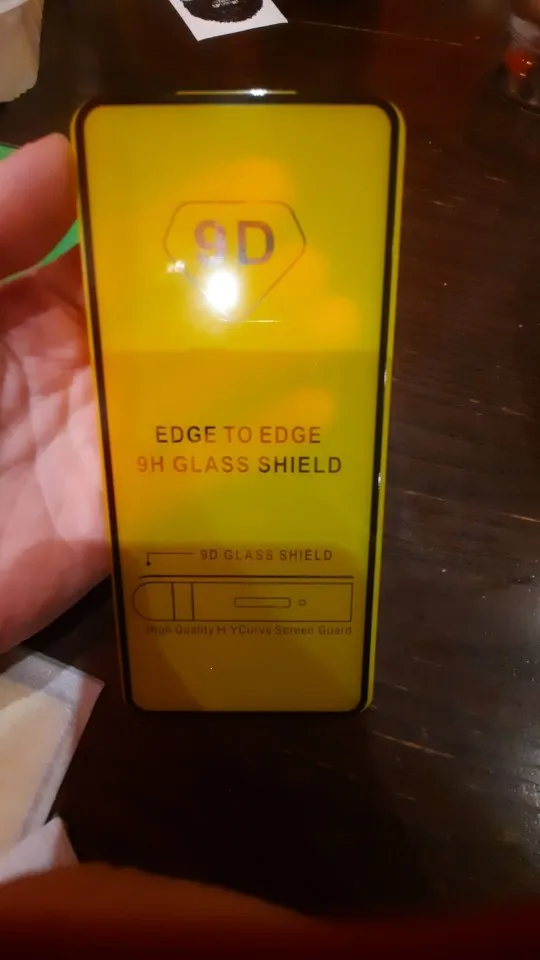 9D
EDGE TO EDGE
9H GLASS SHIELD
9D GLASS SHIELD
High Quality H YCurve Screen Guard